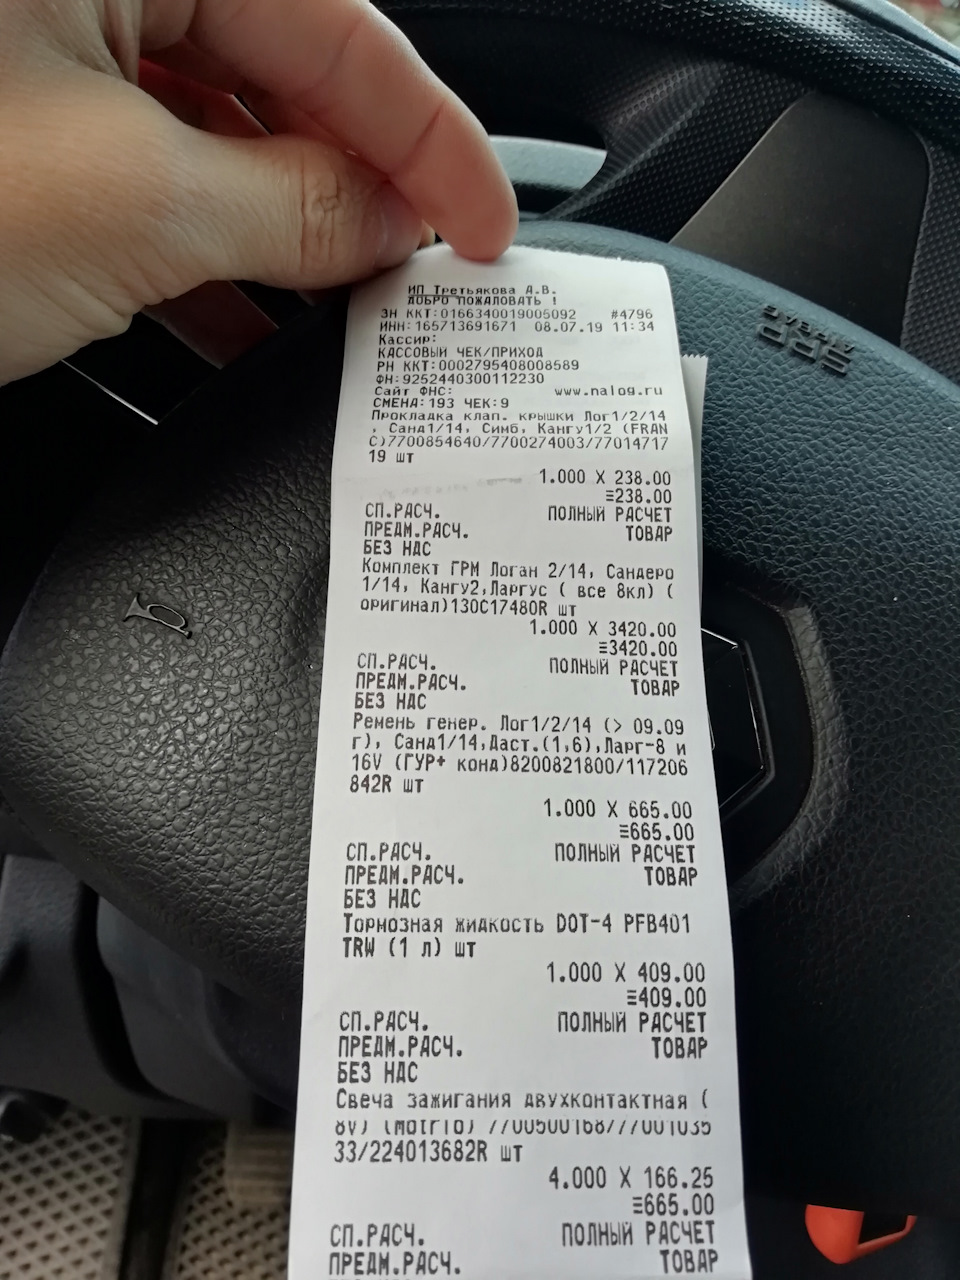 ИП Третьякова А.В.
ДОБРО ПОЖАЛОВАТЬ !
ЗН ККТ:0166340019005092 #4796
ИНН:165713691671 08.07.19 11:34
Кассир:
КАССОВЫЙ ЧЕК/ПРИХОД
РН ККТ:0002795408008589
ФН:9252440300112230
Сайт ФНС: www.nalog.ru
СМЕНА:193 ЧЕК:9
Прокладка клап. крышки Лог1/2/14
, Санд1/14, Симб, Кангу1/2 (FRAN
C)7700854640/7700274003/77014717
19 шт
1.000 X 238.00
≡238.00
СП.РАСЧ. ПОЛНЫЙ РАСЧЕТ
ПРЕДМ.РАСЧ. ТОВАР
БЕЗ НДС
Комплект ГРМ Логан 2/14, Сандеро
1/14, Кангу2,Ларгус ( все 8кл) (
оригинал)130C17480R шт
1.000 X 3420.00
≡3420.00
СП.РАСЧ. ПОЛНЫЙ РАСЧЕТ
ПРЕДМ.РАСЧ. ТОВАР
БЕЗ НДС
Ремень генер. Лог1/2/14 (> 09.09
г), Санд1/14,Даст.(1,6),Ларг-8 и
16V (ГУР+ конд)8200821800/117206
842R шт
1.000 X 665.00
≡665.00
СП.РАСЧ. ПОЛНЫЙ РАСЧЕТ
ПРЕДМ.РАСЧ. ТОВАР
БЕЗ НДС
Тормозная жидкость DOT-4 PFB401
TRW (1 л) шт
1.000 X 409.00
≡409.00
СП.РАСЧ. ПОЛНЫЙ РАСЧЕТ
ПРЕДМ.РАСЧ. ТОВАР
БЕЗ НДС
Свеча зажигания двухконтактная (
8V) (Motrio) 7700500168/77001035
33/224013682R шт
4.000 X 166.25
≡665.00
СП.РАСЧ. ПОЛНЫЙ РАСЧЕТ
ПРЕДМ.РАСЧ. ТОВАР
SRS
AIRBAG